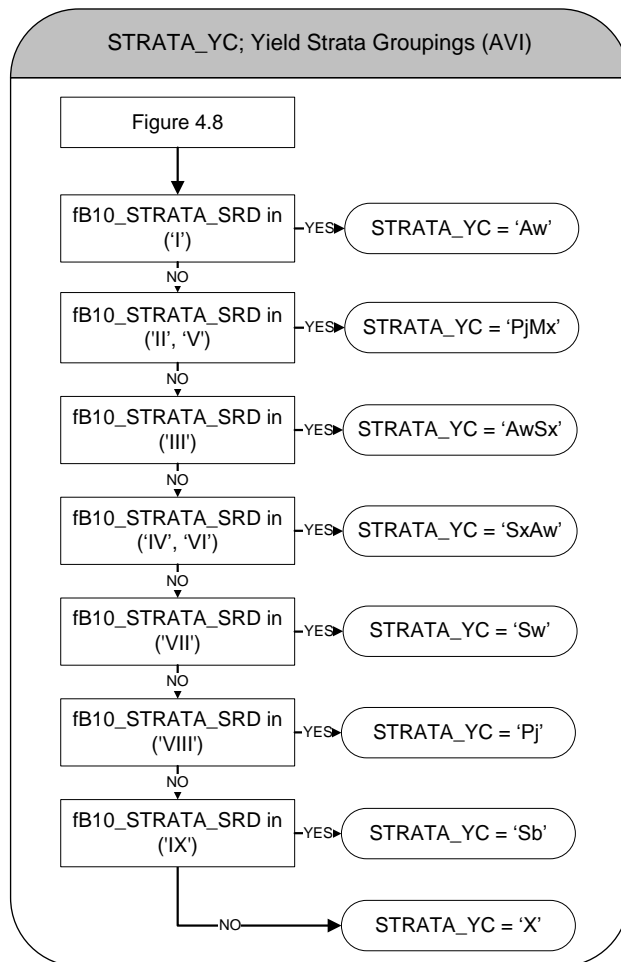 STRATA_YC; Yield Strata Groupings (AVI)
Figure 4.8
fB10_STRATA_SRD in
(‘I’)
YES
STRATA_YC = ‘Aw’
NO
fB10_STRATA_SRD in
('II’, ‘V’)
YES
STRATA_YC = ‘PjMx’
NO
fB10_STRATA_SRD in
('III’)
YES
STRATA_YC = ‘AwSx’
NO
fB10_STRATA_SRD in
(‘IV’, ‘VI’)
YES
STRATA_YC = ‘SxAw’
NO
fB10_STRATA_SRD in
('VII’)
YES
STRATA_YC = ‘Sw’
NO
fB10_STRATA_SRD in
('VIII’)
YES
STRATA_YC = ‘Pj’
NO
fB10_STRATA_SRD in
('IX’)
YES
STRATA_YC = ‘Sb’
NO
STRATA_YC = ‘X’